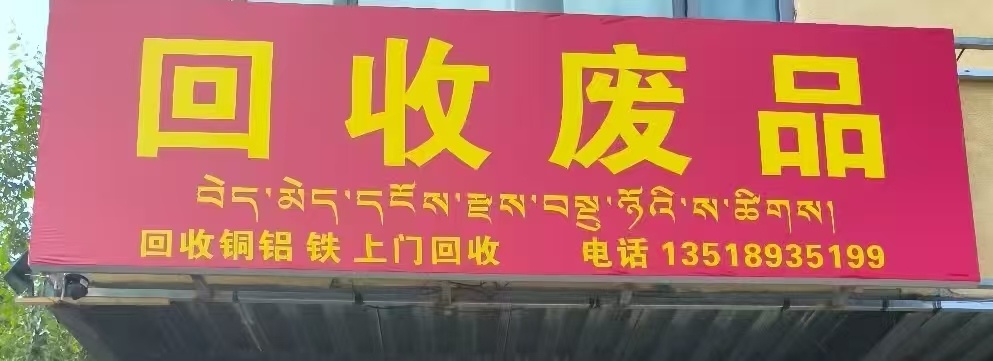 回收废品
བེད་མེད་དངོས་རྫས་བསྡུ་ཉོའི་ས་ཚིགས།
回收铜铝 铁 上门回收 电话 13518935199